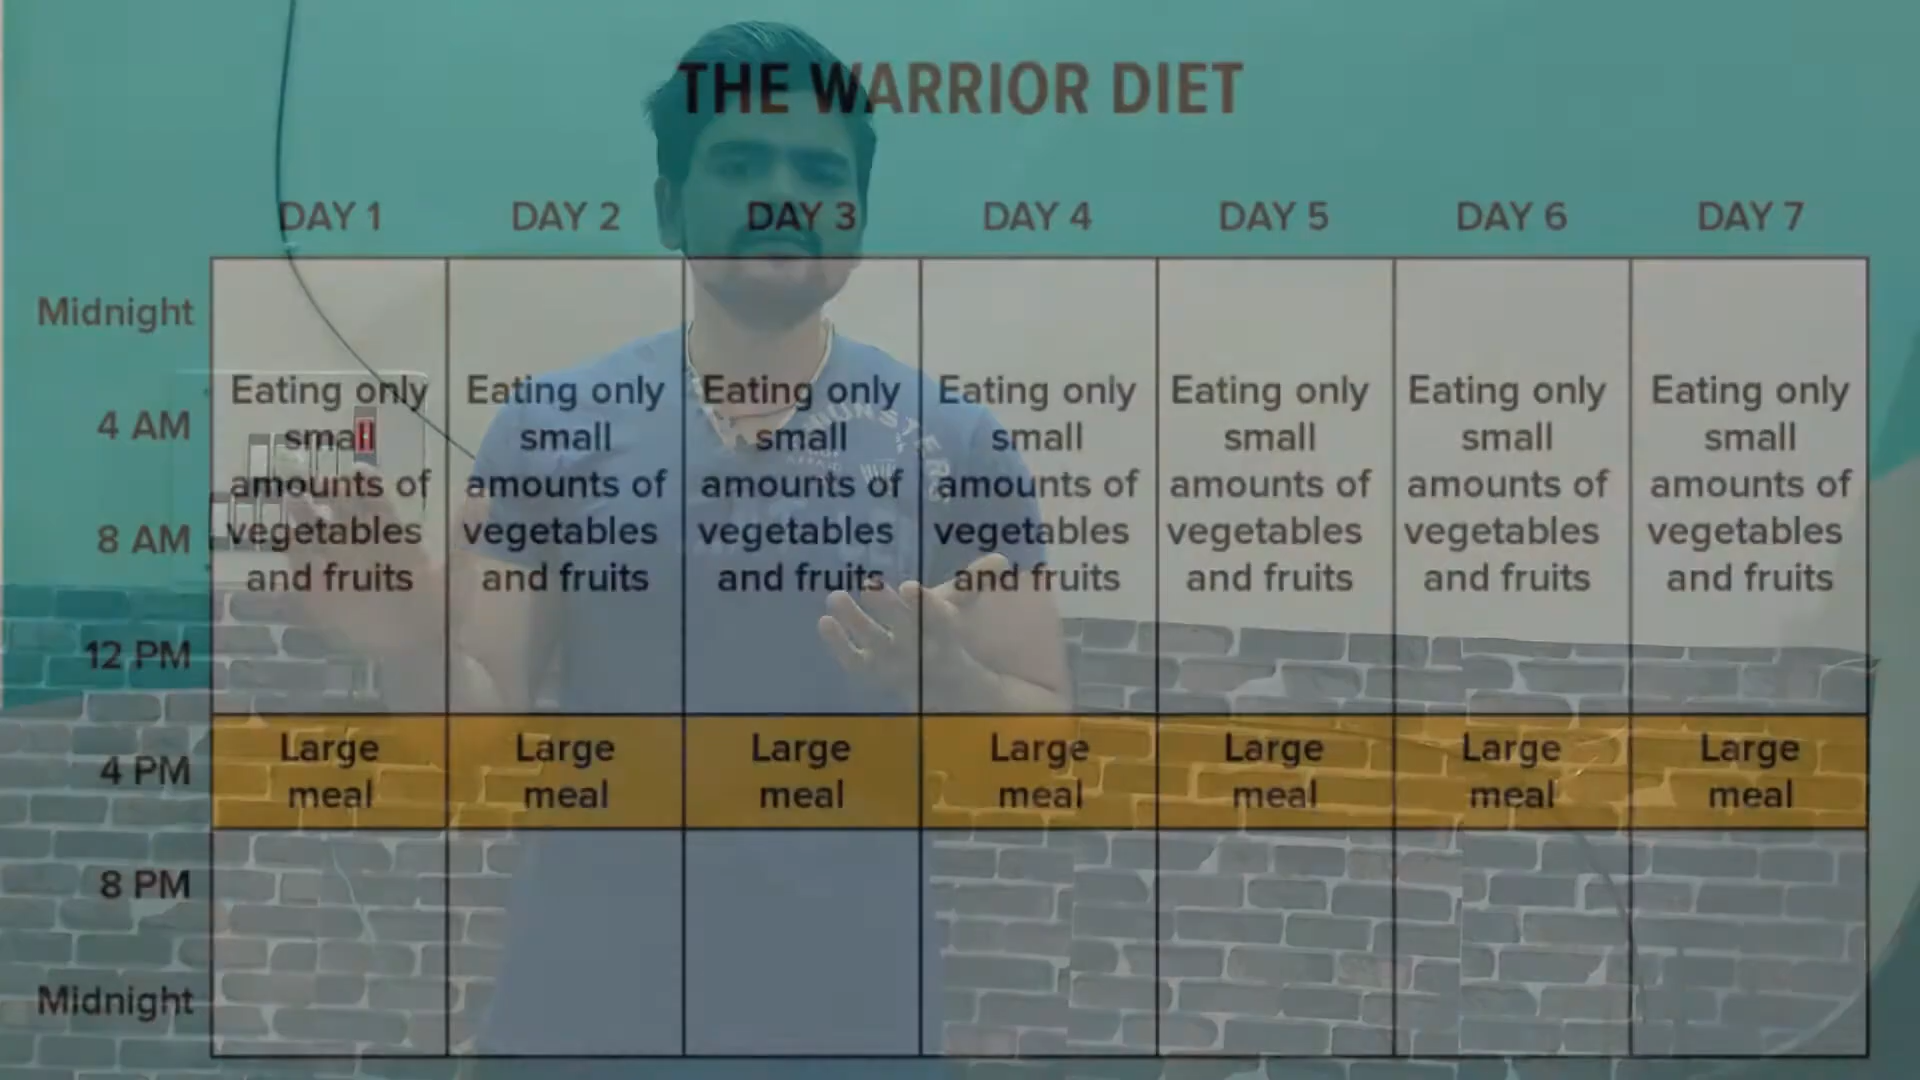 THE WARRIOR DIET
DAY 1 DAY 2 DAY 3 DAY 4 DAY 5 DAY 6 DAY 7
Midnight
4 AM
8 AM
12 PM
4 PM
8 PM
Midnight
Eating only
small
amounts of
vegetables
and fruits
Eating only
small
amounts of
vegetables
and fruits
Eating only
small
amounts of
vegetables
and fruits
Eating only
small
amounts of
vegetables
and fruits
Eating only
small
amounts of
vegetables
and fruits
Eating only
small
amounts of
vegetables
and fruits
Eating only
small
amounts of
vegetables
and fruits
Large
meal
Large
meal
Large
meal
Large
meal
Large
meal
Large
meal
Large
meal